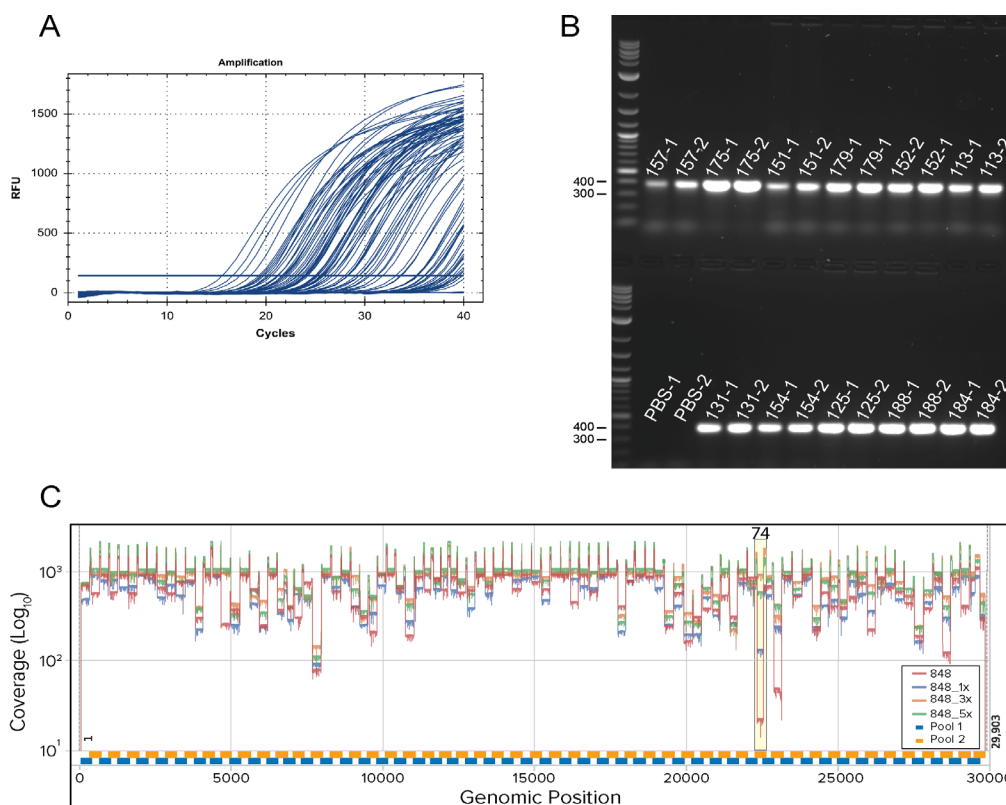 A
Amplification
RFU
1500
1000
500
0
0 10 20 30 40
Cycles
B
157-1 157-2 175-1 175-2 151-1 151-2 179-1 179-1 152-2 152-1 113-1 113-2
400
300
PBS-1 PBS-2 131-1 131-2 154-1 154-2 125-1 125-2 188-1 188-2 184-1 184-2
400
300
C
74
Coverage (Log10)
10³
10²
10¹
1
29,903
848
848_1x
848_3x
848_5x
Pool 1
Pool 2
0 5000 10000 15000 20000 25000 30000
Genomic Position